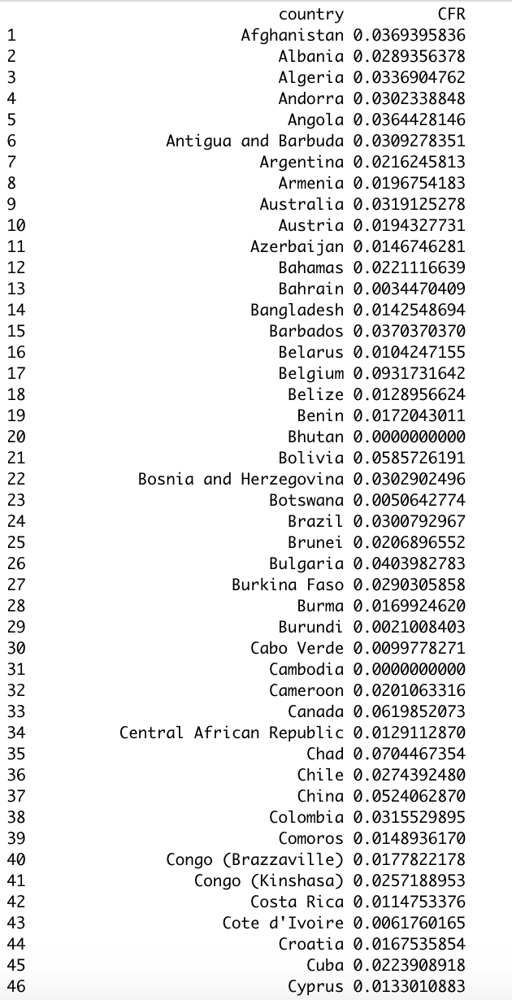 country CFR
1 Afghanistan 0.0369395836
2 Albania 0.0289356378
3 Algeria 0.0336904762
4 Andorra 0.0302338848
5 Angola 0.0364428146
6 Antigua and Barbuda 0.0309278351
7 Argentina 0.0216245813
8 Armenia 0.0196754183
9 Australia 0.0319125278
10 Austria 0.0194327731
11 Azerbaijan 0.0146746281
12 Bahamas 0.0221116639
13 Bahrain 0.0034470409
14 Bangladesh 0.0142548694
15 Barbados 0.0370370370
16 Belarus 0.0104247155
17 Belgium 0.0931731642
18 Belize 0.0128956624
19 Benin 0.0172043011
20 Bhutan 0.0000000000
21 Bolivia 0.0585726191
22 Bosnia and Herzegovina 0.0302902496
23 Botswana 0.0050642774
24 Brazil 0.0300792967
25 Brunei 0.0206896552
26 Bulgaria 0.0403982783
27 Burkina Faso 0.0290305858
28 Burma 0.0169924620
29 Burundi 0.0021008403
30 Cabo Verde 0.0099778271
31 Cambodia 0.0000000000
32 Cameroon 0.0201063316
33 Canada 0.0619852073
34 Central African Republic 0.0129112870
35 Chad 0.0704467354
36 Chile 0.0274392480
37 China 0.0524062870
38 Colombia 0.0315529895
39 Comoros 0.0148936170
40 Congo (Brazzaville) 0.0177822178
41 Congo (Kinshasa) 0.0257188953
42 Costa Rica 0.0114753376
43 Cote d'Ivoire 0.0061760165
44 Croatia 0.0167535854
45 Cuba 0.0223908918
46 Cyprus 0.0133010883